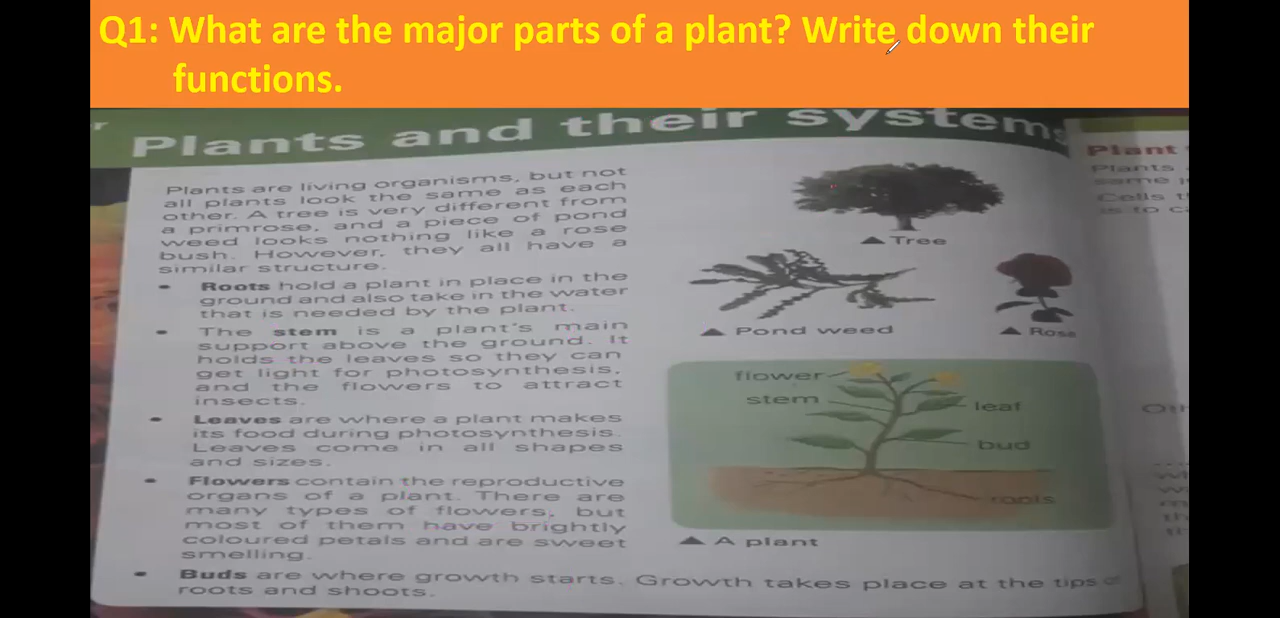 Q1: What are the major parts of a plant? Write down their
functions.
Plants and their systems
Plants are living organisms, but not
all plants look the same as each
other. A tree is very different from
a primrose, and a piece of pond
weed looks nothing like a rose
bush. However, they all have a
similar structure.
• Roots hold a plant in place in the
ground and also take in the water
that is needed by the plant.
• The stem is a plant's main
support above the ground. It
holds the leaves so they can
get light for photosynthesis,
and the flowers to attract
insects.
• Leaves are where a plant makes
its food during photosynthesis.
Leaves come in all shapes
and sizes.
• Flowers contain the reproductive
organs of a plant. There are
many types of flowers, but
most of them have brightly
coloured petals and are sweet
smelling.
• Buds are where growth starts. Growth takes place at the tips of
roots and shoots.
▲ Tree
▲ Pond weed
▲ Rose
flower
stem
leaf
bud
roots
▲ A plant
Plant
Plants
same
Cells
is to